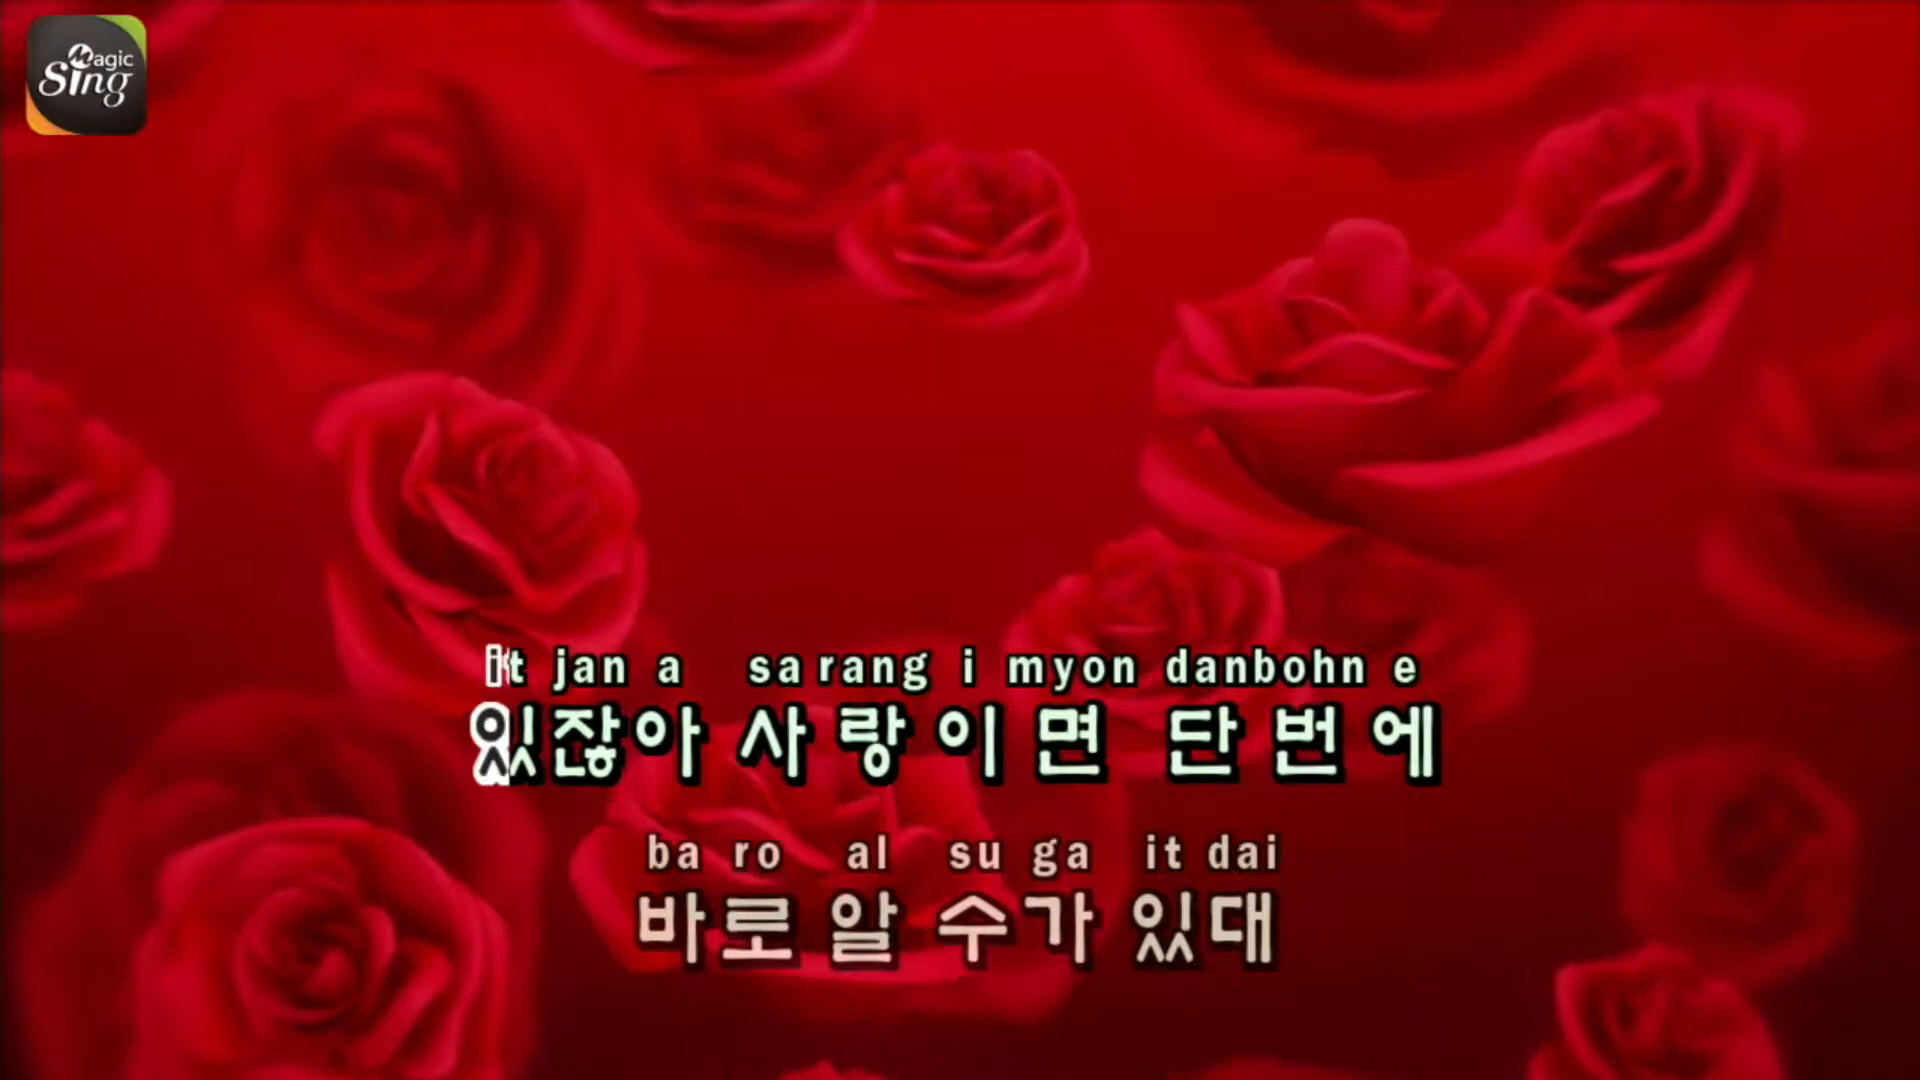 Magic
Sing
it jan a sa rang i myon danbohn e
있잖아 사랑이면 단번에
ba ro al su ga it dai
바로 알 수가 있대